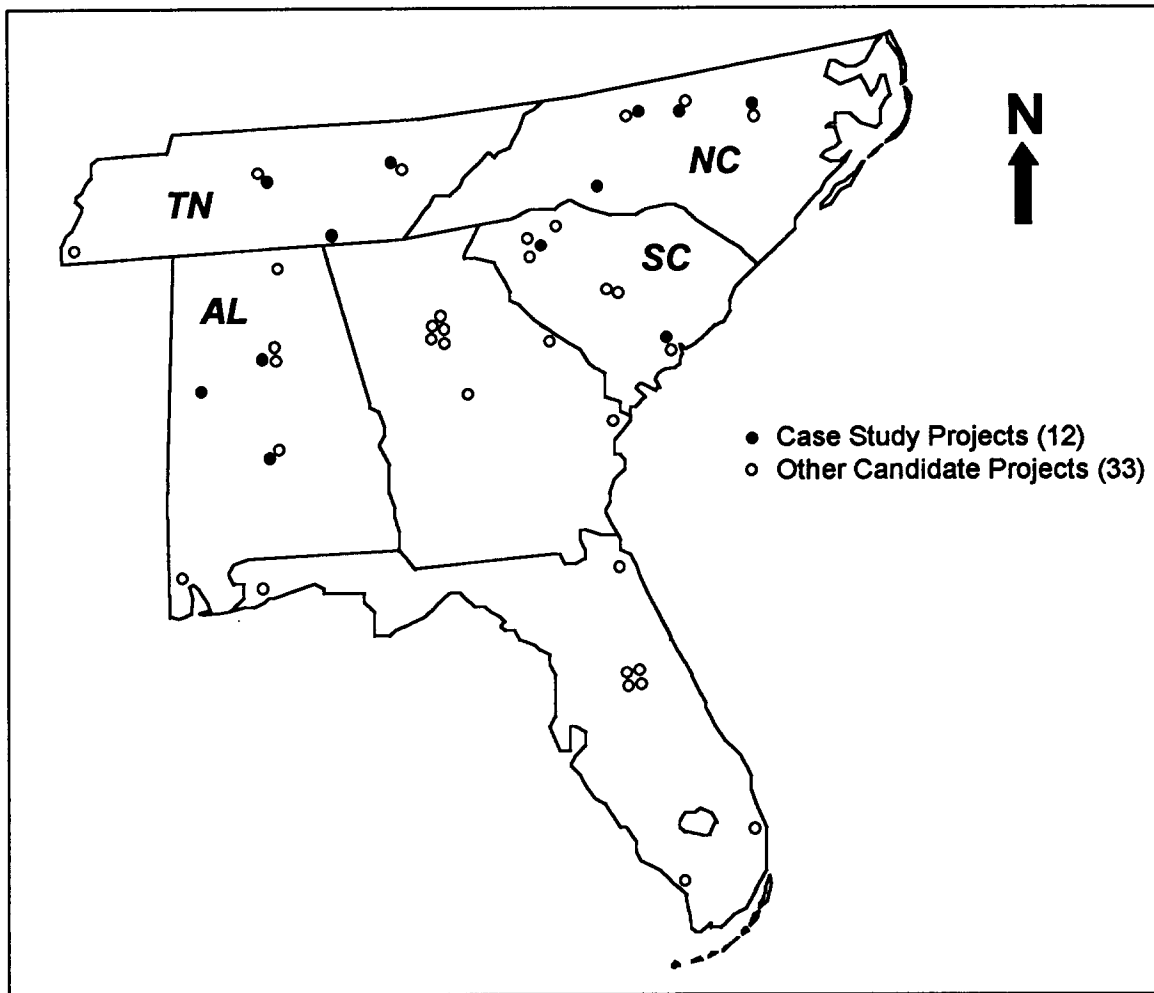 N
NC
TN
SC
AL
● Case Study Projects (12)
○ Other Candidate Projects (33)